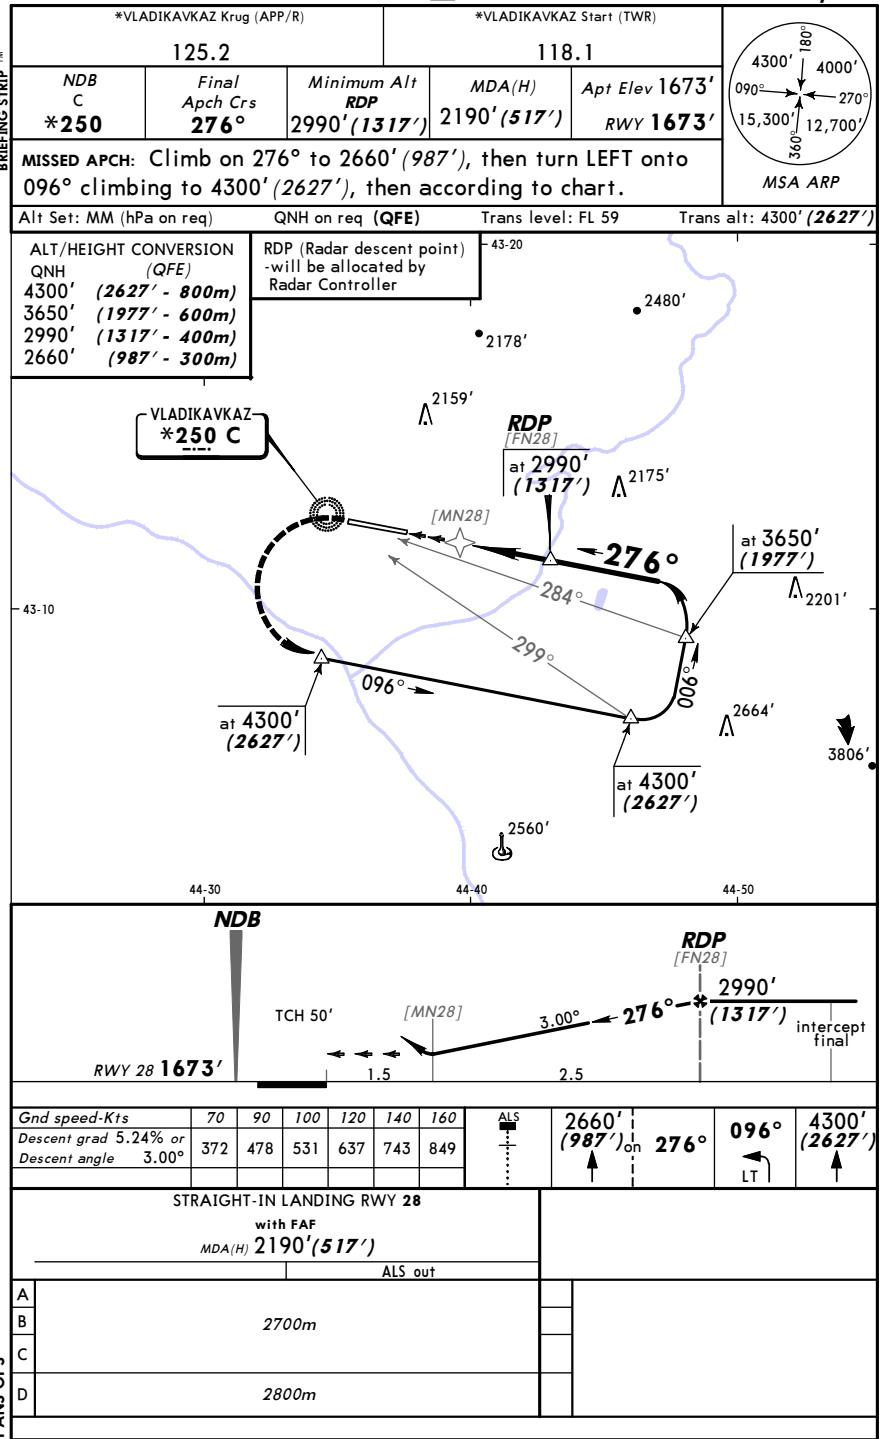 *VLADIKAVKAZ Krug (APP/R)
125.2
*VLADIKAVKAZ Start (TWR)
118.1
BRIEFING STRIP TM
NDB
C
*250
Final
Apch Crs
276°
Minimum Alt
RDP
2990' (1317')
MDA(H)
2190' (517')
Apt Elev 1673'
RWY 1673'
180°
4300'
4000'
090°
270°
15,300'
12,700'
360°
MSA ARP
MISSED APCH: Climb on 276° to 2660' (987'), then turn LEFT onto
096° climbing to 4300' (2627'), then according to chart.
Alt Set: MM (hPa on req) QNH on req (QFE) Trans level: FL 59 Trans alt: 4300' (2627')
ALT/HEIGHT CONVERSION
QNH (QFE)
4300' (2627' - 800m)
3650' (1977' - 600m)
2990' (1317' - 400m)
2660' (987' - 300m)
RDP (Radar descent point)
-will be allocated by
Radar Controller
43-20
2480'
2178'
2159'
VLADIKAVKAZ
*250 C
RDP
[FN28]
at 2990'
(1317')
2175'
[MN28]
276°
at 3650'
(1977')
284°
2201'
43-10
299°
096°
006°
at 4300'
(2627')
2664'
3806'
at 4300'
(2627')
2560'
44-30
44-40
44-50
NDB
RDP
[FN28]
2990'
(1317')
TCH 50'
[MN28]
3.00°
276°
intercept
final
RWY 28 1673'
1.5
2.5
Gnd speed-Kts 70 90 100 120 140 160
Descent grad 5.24% or
Descent angle 3.00° 372 478 531 637 743 849
ALS
2660'
(987') on 276°
096°
LT
4300'
(2627')
STRAIGHT-IN LANDING RWY 28
with FAF
MDA(H) 2190' (517')
ALS out
A
B
2700m
C
D
2800m